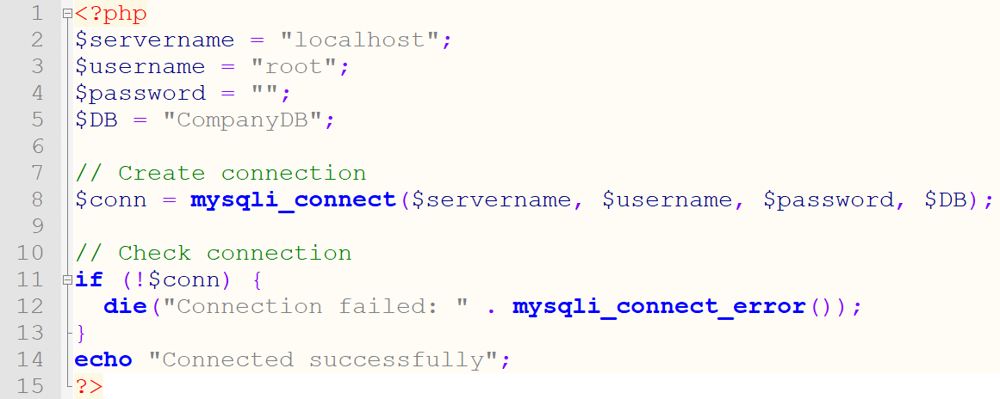 1 <?php
2 $servername = "localhost";
3 $username = "root";
4 $password = "";
5 $DB = "CompanyDB";
6
7 // Create connection
8 $conn = mysqli_connect($servername, $username, $password, $DB);
9
10 // Check connection
11 if (!$conn) {
12   die("Connection failed: " . mysqli_connect_error());
13 }
14 echo "Connected successfully";
15 ?>